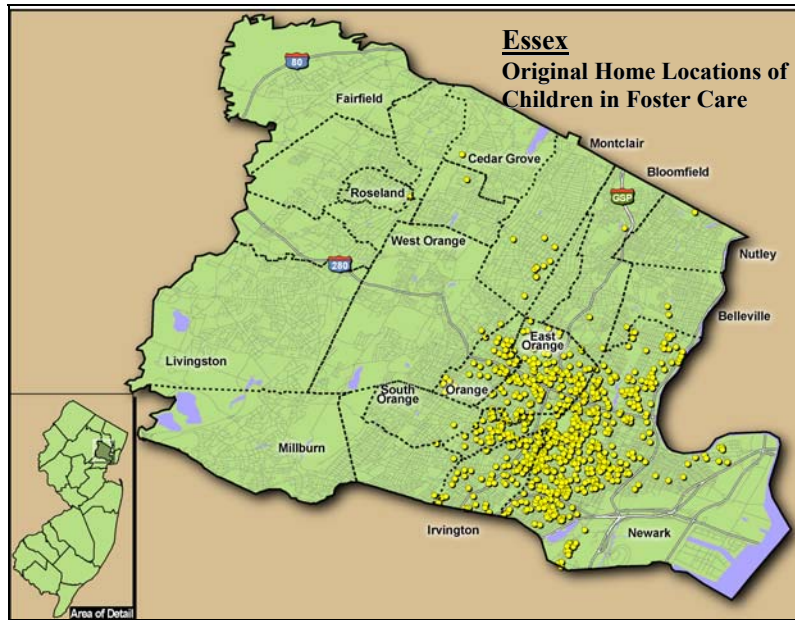 Essex
Original Home Locations of
Children in Foster Care
80
Fairfield
Montclair
Cedar Grove
Bloomfield
Roseland
GSP
West Orange
Nutley
280
Belleville
East
Orange
Livingston
South
Orange
Orange
Millburn
Irvington
Newark
Area of Detail